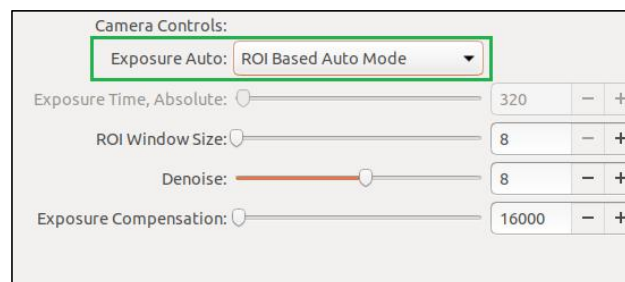 Camera Controls:
Exposure Auto: ROI Based Auto Mode
Exposure Time, Absolute: 320 − +
ROI Window Size: 8 − +
Denoise: 8 − +
Exposure Compensation: 16000 − +